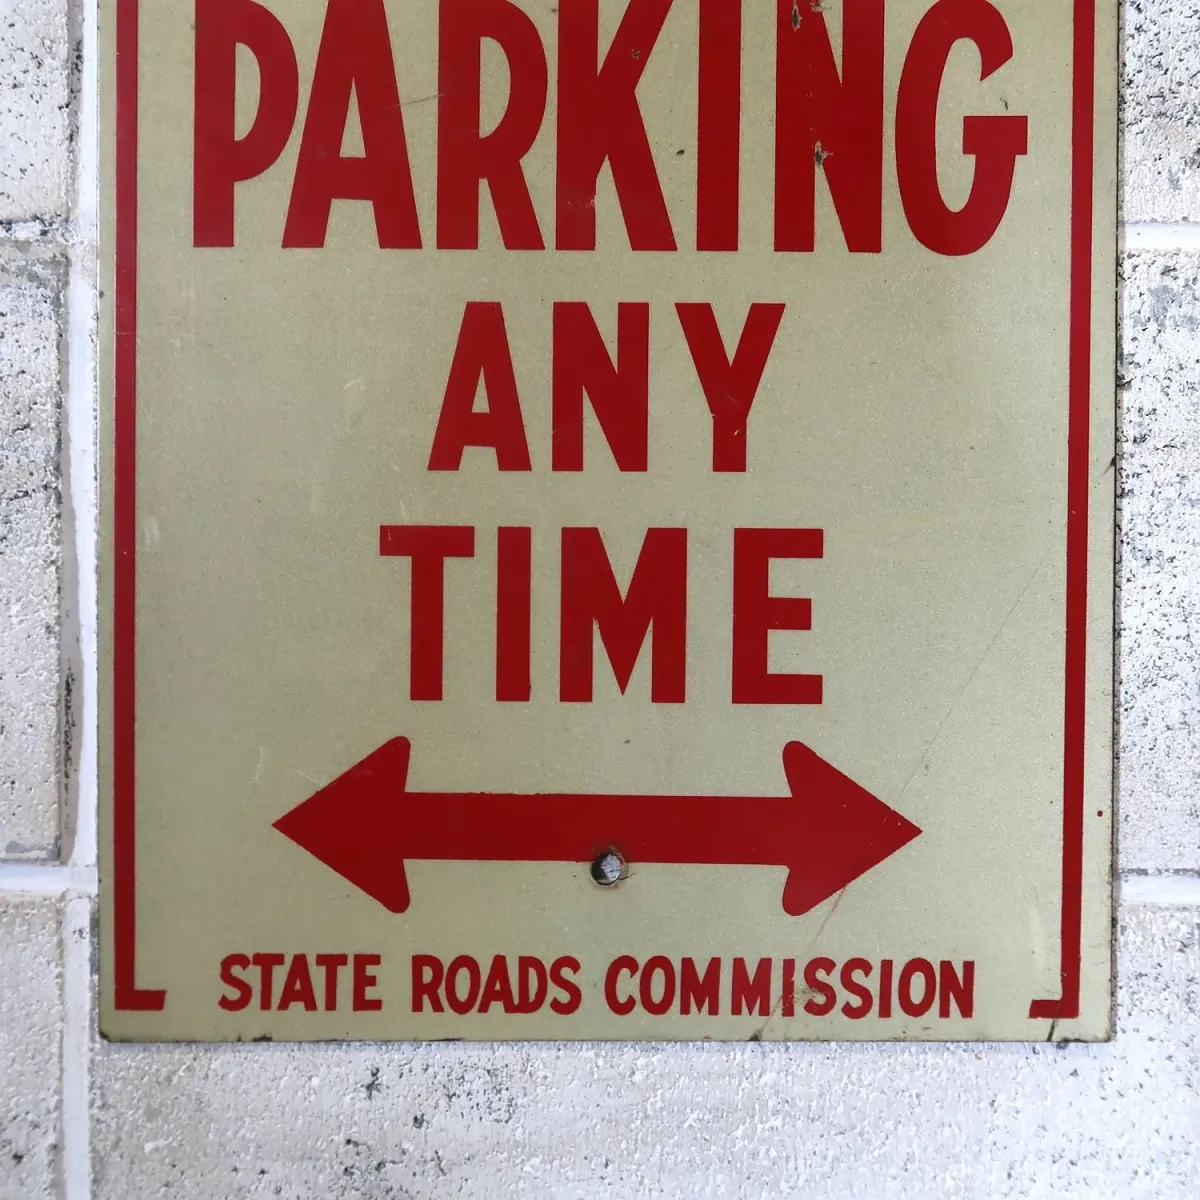 PARKING
ANY
TIME
STATE ROADS COMMISSION